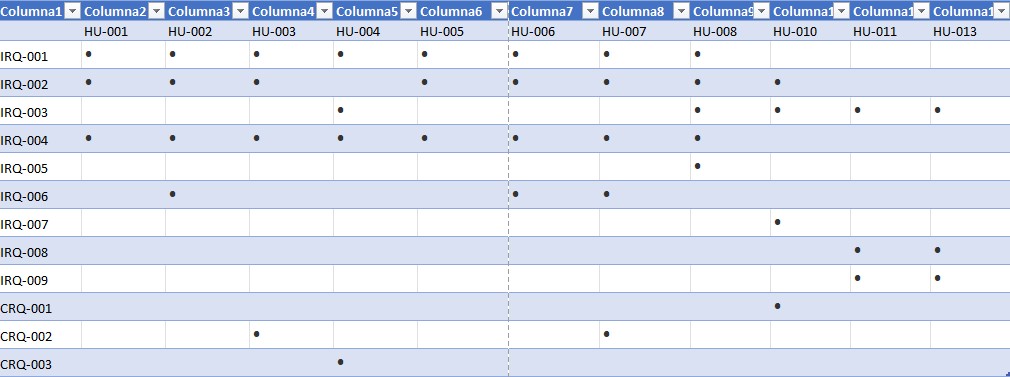 Columna1 Columna2 Columna3 Columna4 Columna5 Columna6 Columna7 Columna8 Columna9 Columna1 Columna1 Columna1
HU-001 HU-002 HU-003 HU-004 HU-005 HU-006 HU-007 HU-008 HU-010 HU-011 HU-013
IRQ-001 • • • • • • • •
IRQ-002 • • • • • • • •
IRQ-003 • • • • •
IRQ-004 • • • • • • • •
IRQ-005 •
IRQ-006 • • •
IRQ-007 •
IRQ-008 • •
IRQ-009 • •
CRQ-001 •
CRQ-002 • •
CRQ-003 •